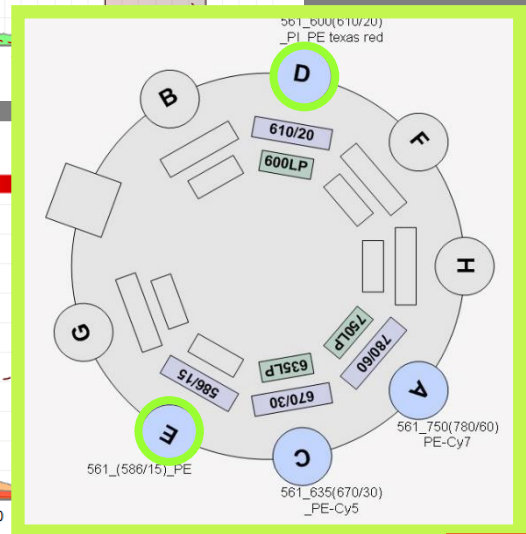 561_600(610/20)
_PI_PE texas red
D
B
610/20
600LP
F
H
G
750LP
780/60
635LP
586/15
670/30
A
E
C
561_750(780/60)
PE-Cy7
561_(586/15)_PE
561_635(670/30)
_PE-Cy5
0